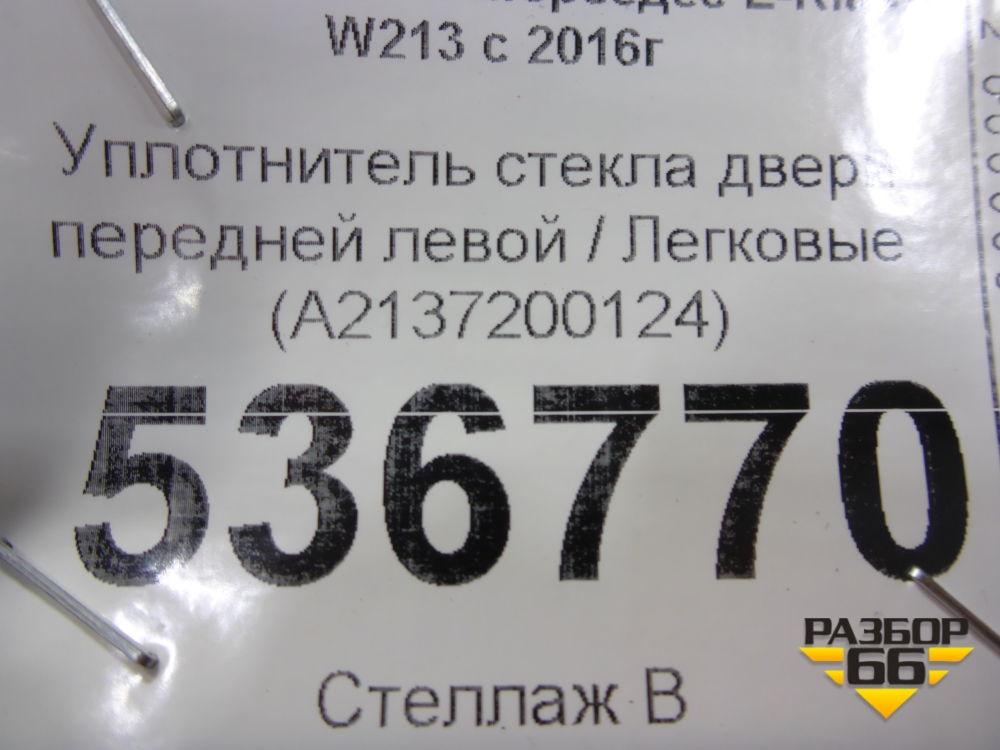 W213 с 2016г
Уплотнитель стекла двери
передней левой / Легковые
(A2137200124)
536770
Стеллаж B
РАЗБОР
66